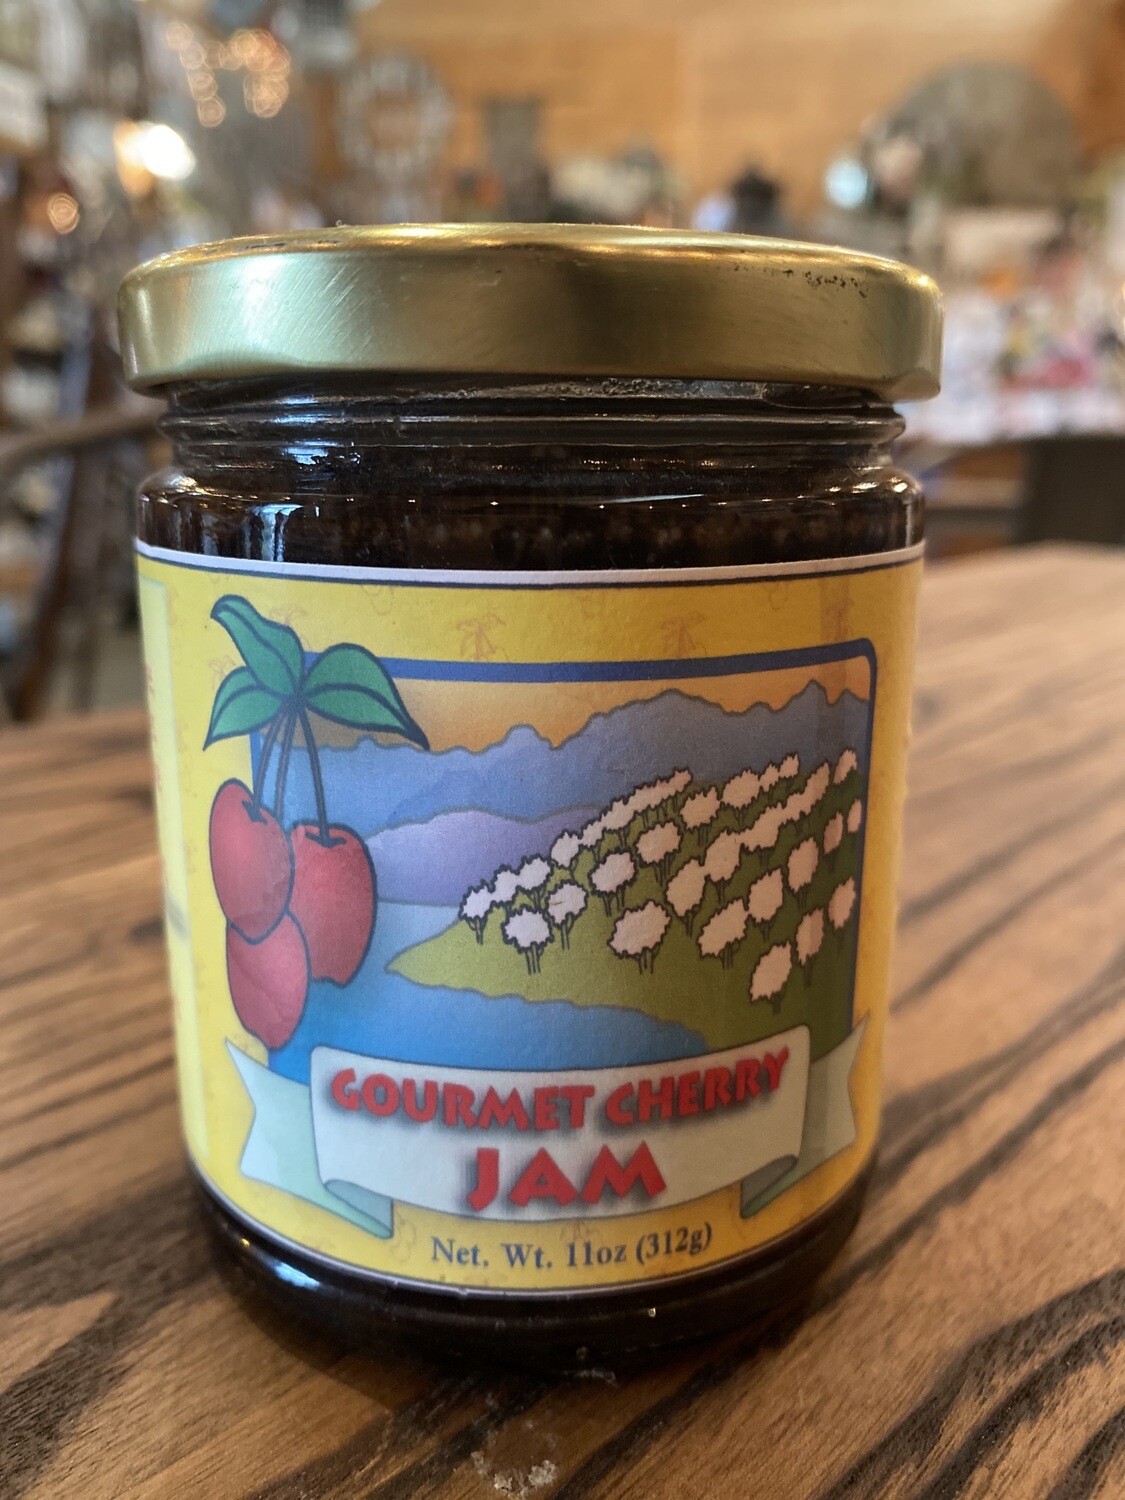 GOURMET CHERRY
JAM
Net. Wt. 11oz (312g)